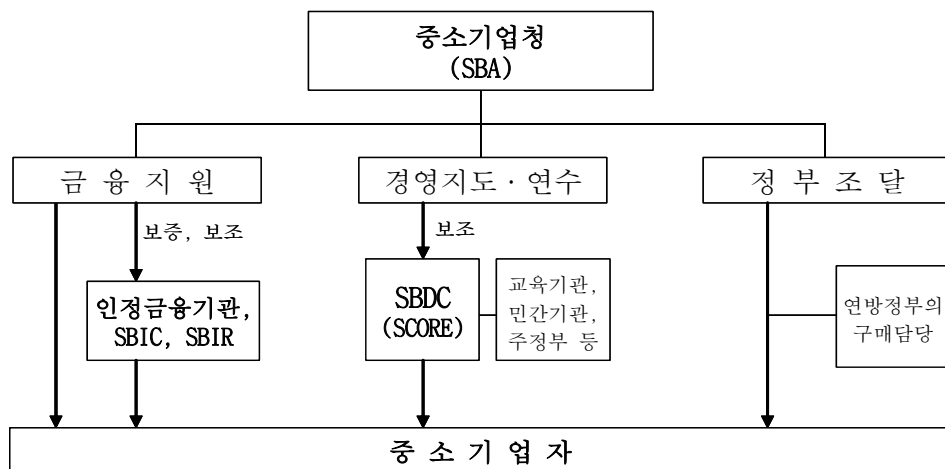 중소기업청
(SBA)
금 융 지 원
경영지도·연수
정 부 조 달
보증, 보조
보조
인정금융기관,
SBIC, SBIR
SBDC
(SCORE)
교육기관,
민간기관,
주정부 등
연방정부의
구매담당
중 소 기 업 자